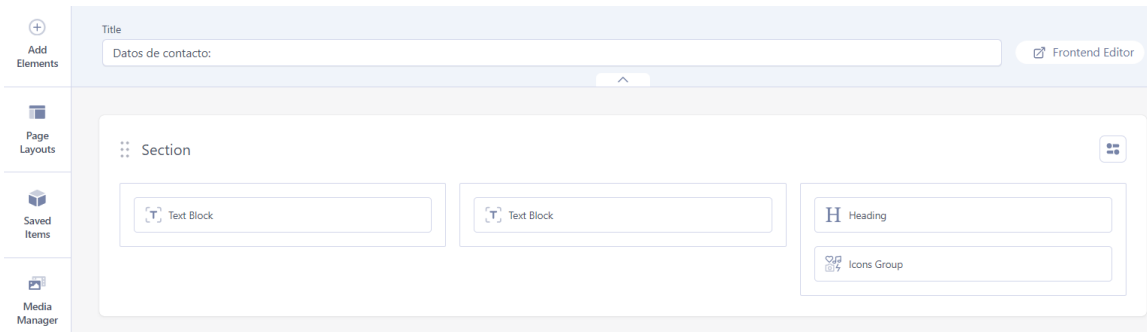 Add
Elements
Page
Layouts
Saved
Items
Media
Manager
Title
Datos de contacto:
Frontend Editor
Section
Text Block
Text Block
Heading
Icons Group